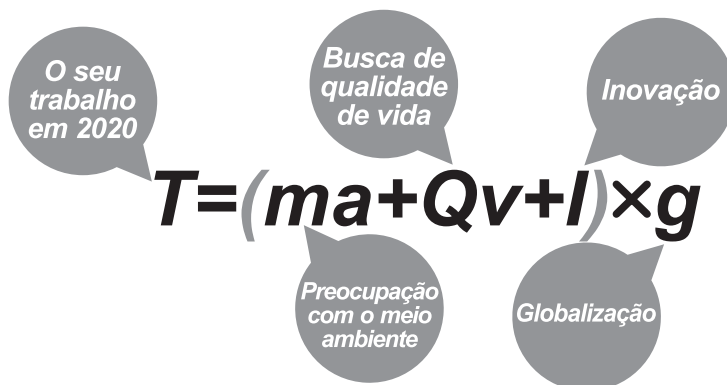 O seu
trabalho
em 2020
Busca de
qualidade
de vida
Inovação
T=(ma+Qv+I)×g
Preocupação
com o meio
ambiente
Globalização